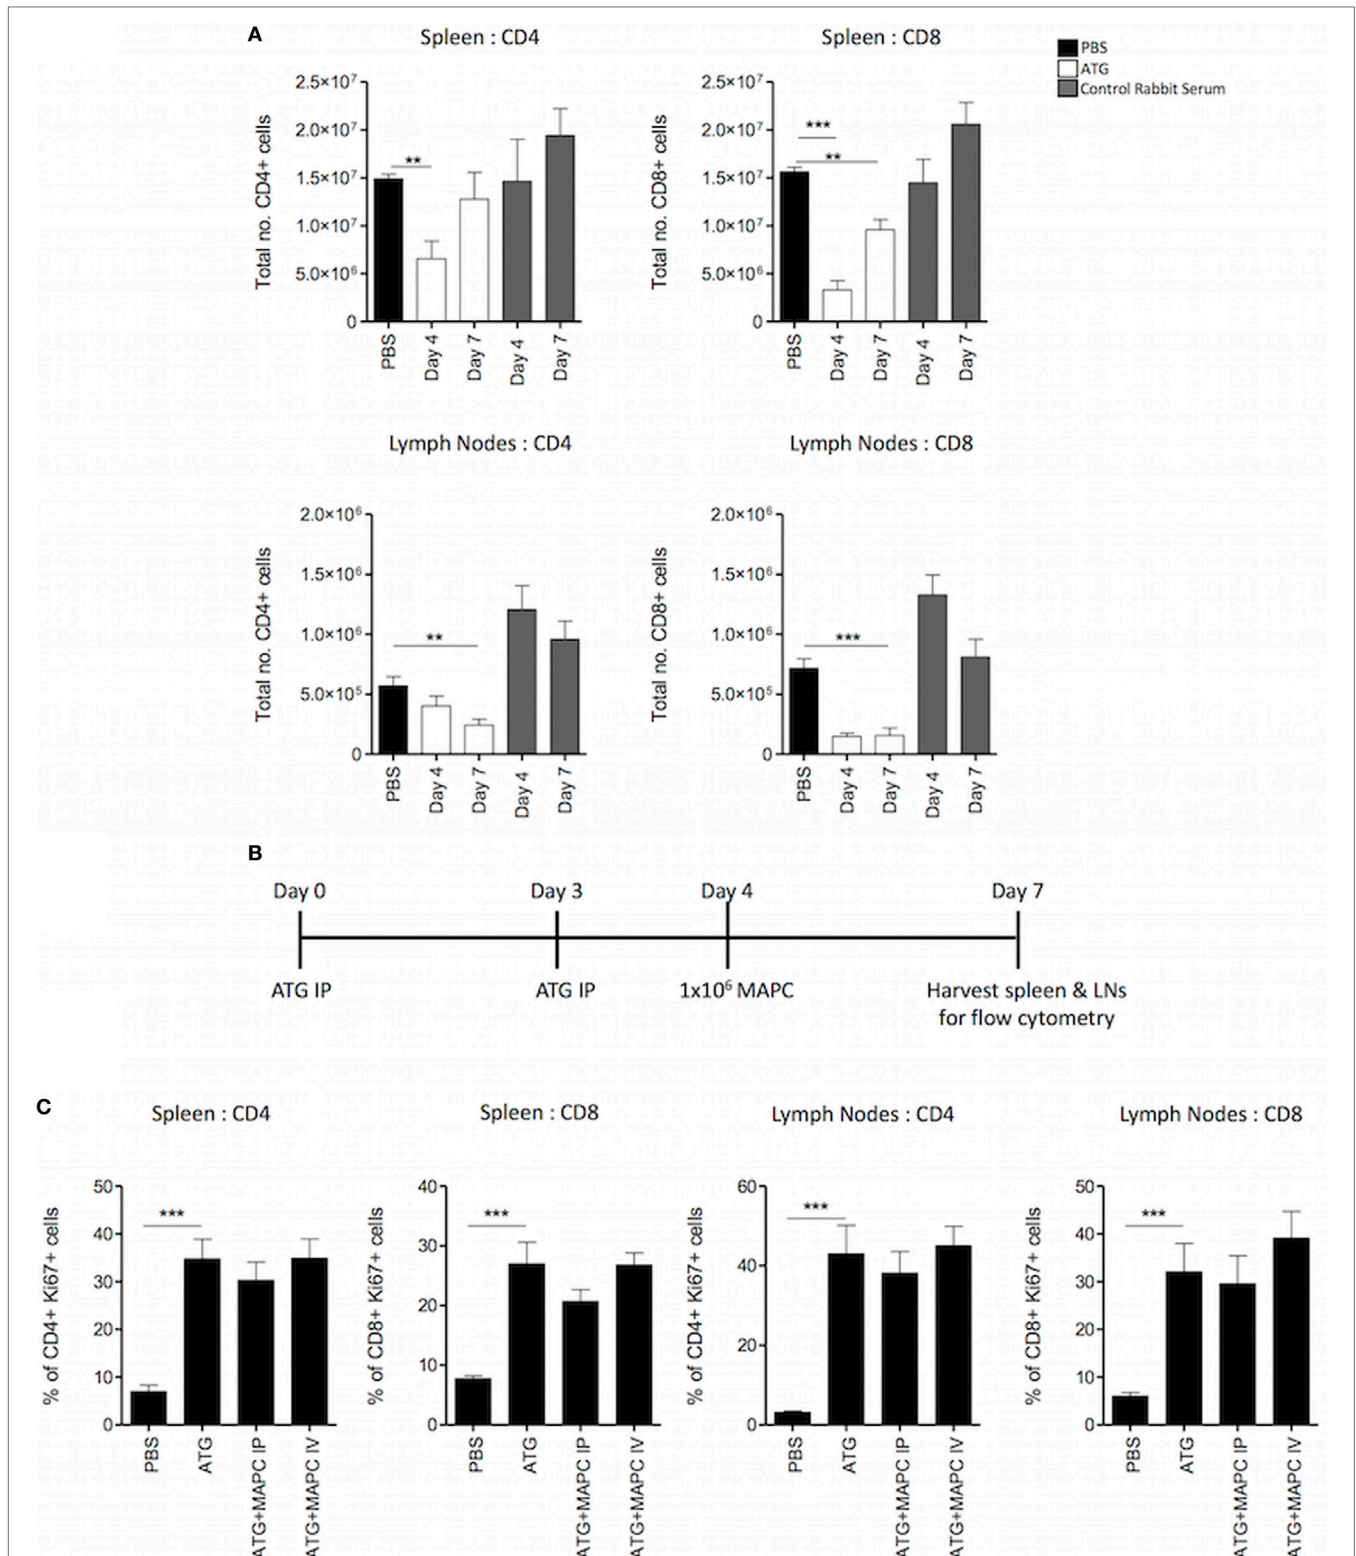 A
Spleen : CD4
Spleen : CD8
PBS
ATG
Control Rabbit Serum
Total no. CD4+ cells
2.5×10⁷
2.0×10⁷
1.5×10⁷
1.0×10⁷
5.0×10⁶
0
**
PBS
Day 4
Day 7
Day 4
Day 7
Total no. CD8+ cells
2.5×10⁷
2.0×10⁷
1.5×10⁷
1.0×10⁷
5.0×10⁶
0
***
**
PBS
Day 4
Day 7
Day 4
Day 7
Lymph Nodes : CD4
Lymph Nodes : CD8
Total no. CD4+ cells
2.0×10⁶
1.5×10⁶
1.0×10⁶
5.0×10⁵
0
**
PBS
Day 4
Day 7
Day 4
Day 7
Total no. CD8+ cells
2.0×10⁶
1.5×10⁶
1.0×10⁶
5.0×10⁵
0
***
PBS
Day 4
Day 7
Day 4
Day 7
B
Day 0
Day 3
Day 4
Day 7
ATG IP
ATG IP
1x10⁶ MAPC
Harvest spleen & LNs
for flow cytometry
C
Spleen : CD4
Spleen : CD8
Lymph Nodes : CD4
Lymph Nodes : CD8
% of CD4+ Ki67+ cells
50
40
30
20
10
0
***
PBS
ATG
ATG+MAPC IP
ATG+MAPC IV
% of CD8+ Ki67+ cells
40
30
20
10
0
***
PBS
ATG
ATG+MAPC IP
ATG+MAPC IV
% of CD4+ Ki67+ cells
60
40
20
0
***
PBS
ATG
ATG+MAPC IP
ATG+MAPC IV
% of CD8+ Ki67+ cells
50
40
30
20
10
0
***
PBS
ATG
ATG+MAPC IP
ATG+MAPC IV